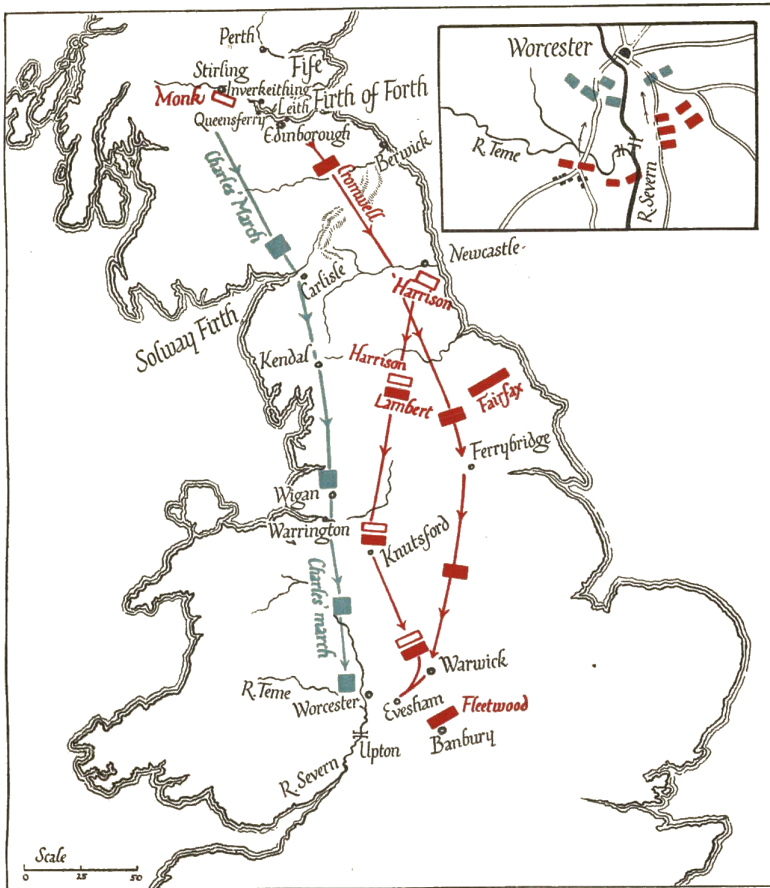 Perth
Fife
Stirling
Inverkeithing
Monk
Leith
Firth of Forth
Queensferry
Edinborough
Berwick
Charles' March
Cromwell
Newcastle
Carlisle
Harrison
Solway Firth
Kendal
Harrison
Lambert
Fairfax
Ferrybridge
Wigan
Warrington
Knutsford
Charles' march
Warwick
R. Teme
Worcester
Evesham
Fleetwood
Banbury
Upton
R. Severn
Scale
0 25 50
Worcester
R. Teme
R. Severn